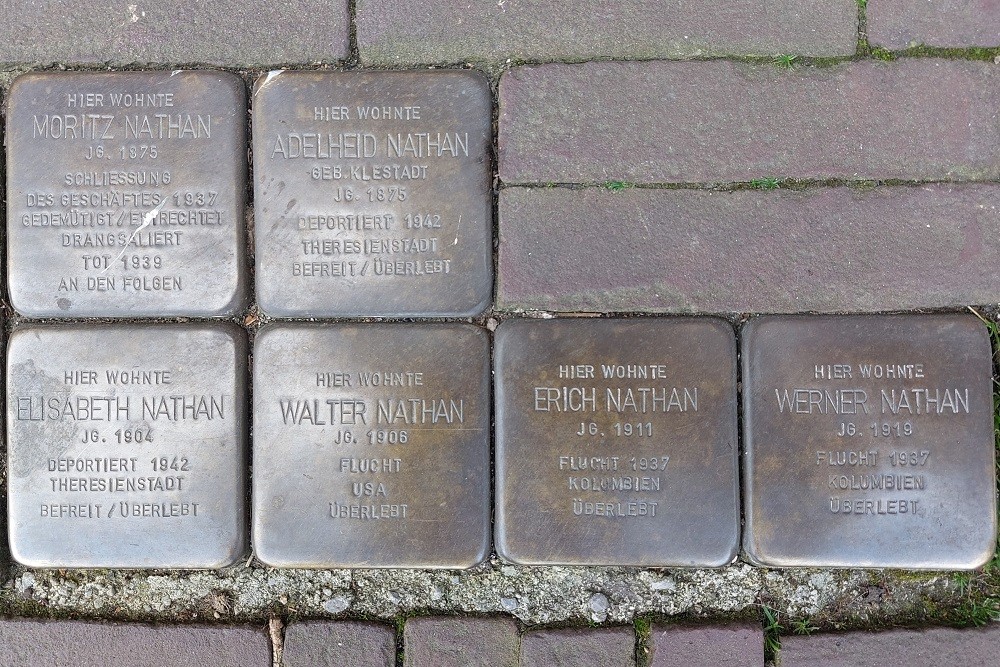 HIER WOHNTE
MORITZ NATHAN
JG. 1875
SCHLIESSUNG
DES GESCHÄFTES 1937
GEDEMÜTIGT/ENTRECHTET
DRANGSALIERT
TOT 1939
AN DEN FOLGEN
HIER WOHNTE
ADELHEID NATHAN
GEB. KLESTADT
JG. 1875
DEPORTIERT 1942
THERESIENSTADT
BEFREIT/ÜBERLEBT
HIER WOHNTE
ELISABETH NATHAN
JG. 1904
DEPORTIERT 1942
THERESIENSTADT
BEFREIT/ÜBERLEBT
HIER WOHNTE
WALTER NATHAN
JG. 1906
FLUCHT
USA
ÜBERLEBT
HIER WOHNTE
ERICH NATHAN
JG. 1911
FLUCHT 1937
KOLUMBIEN
ÜBERLEBT
HIER WOHNTE
WERNER NATHAN
JG. 1919
FLUCHT 1937
KOLUMBIEN
ÜBERLEBT